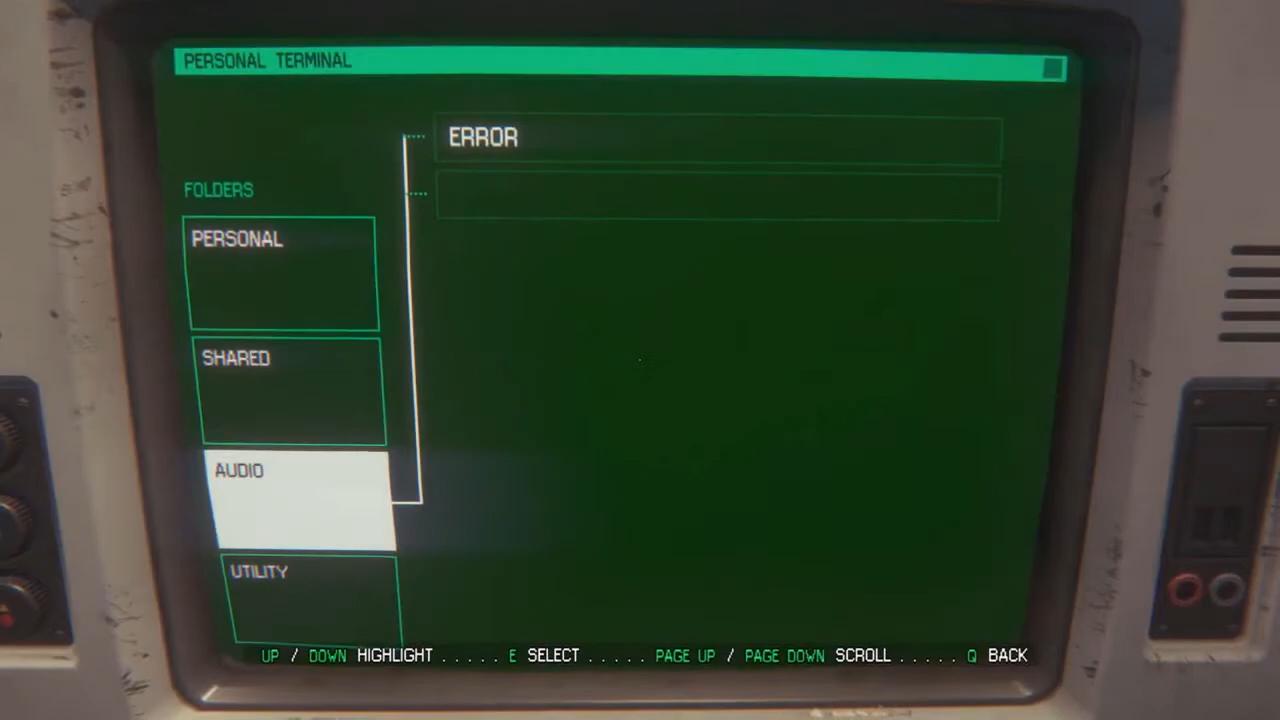 PERSONAL TERMINAL
ERROR
FOLDERS
PERSONAL
SHARED
AUDIO
UTILITY
UP / DOWN HIGHLIGHT . . . . . E SELECT . . . . . PAGE UP / PAGE DOWN SCROLL . . . . . Q BACK